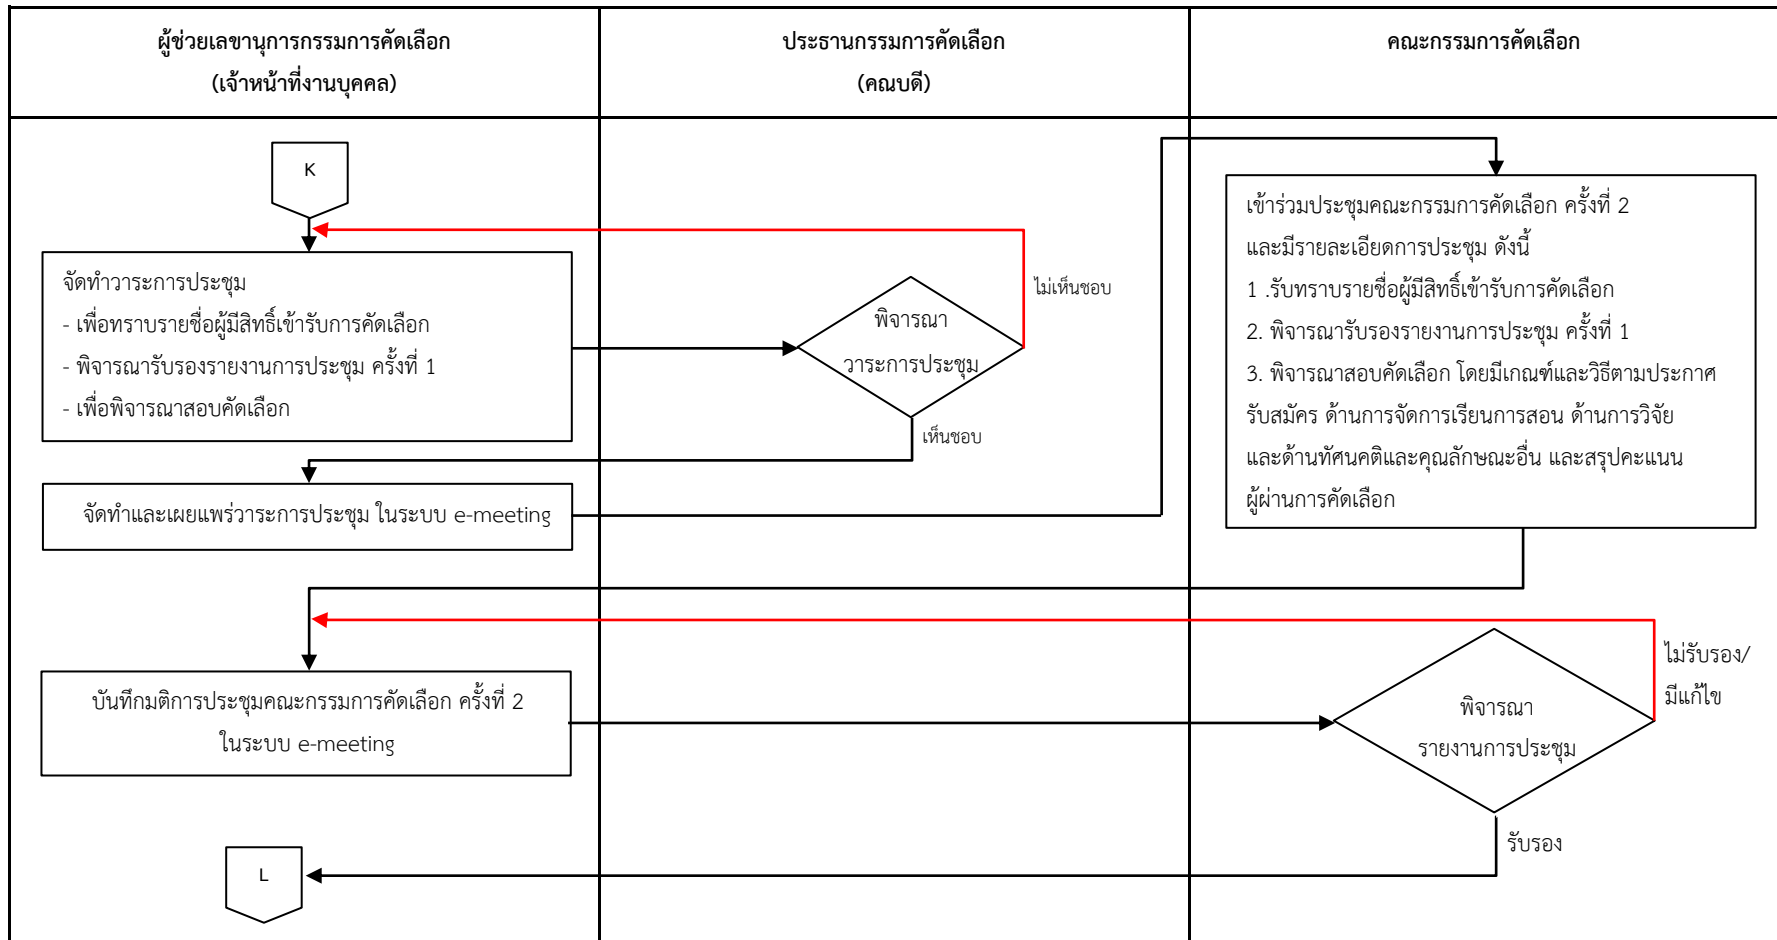 ผู้ช่วยเลขานุการกรรมการคัดเลือก
(เจ้าหน้าที่งานบุคคล)
ประธานกรรมการคัดเลือก
(คณบดี)
คณะกรรมการคัดเลือก
K
จัดทำวาระการประชุม
- เพื่อทราบรายชื่อผู้มีสิทธิ์เข้ารับการคัดเลือก
- พิจารณารับรองรายงานการประชุม ครั้งที่ 1
- เพื่อพิจารณาสอบคัดเลือก
พิจารณา
วาระการประชุม
ไม่เห็นชอบ
เห็นชอบ
จัดทำและเผยแพร่วาระการประชุม ในระบบ e-meeting
เข้าร่วมประชุมคณะกรรมการคัดเลือก ครั้งที่ 2
และมีรายละเอียดการประชุม ดังนี้
1 .รับทราบรายชื่อผู้มีสิทธิ์เข้ารับการคัดเลือก
2. พิจารณารับรองรายงานการประชุม ครั้งที่ 1
3. พิจารณาสอบคัดเลือก โดยมีเกณฑ์และวิธีตามประกาศ
รับสมัคร ด้านการจัดการเรียนการสอน ด้านการวิจัย
และด้านทัศนคติและคุณลักษณะอื่น และสรุปคะแนน
ผู้ผ่านการคัดเลือก
บันทึกมติการประชุมคณะกรรมการคัดเลือก ครั้งที่ 2
ในระบบ e-meeting
พิจารณา
รายงานการประชุม
ไม่รับรอง/
มีแก้ไข
รับรอง
L